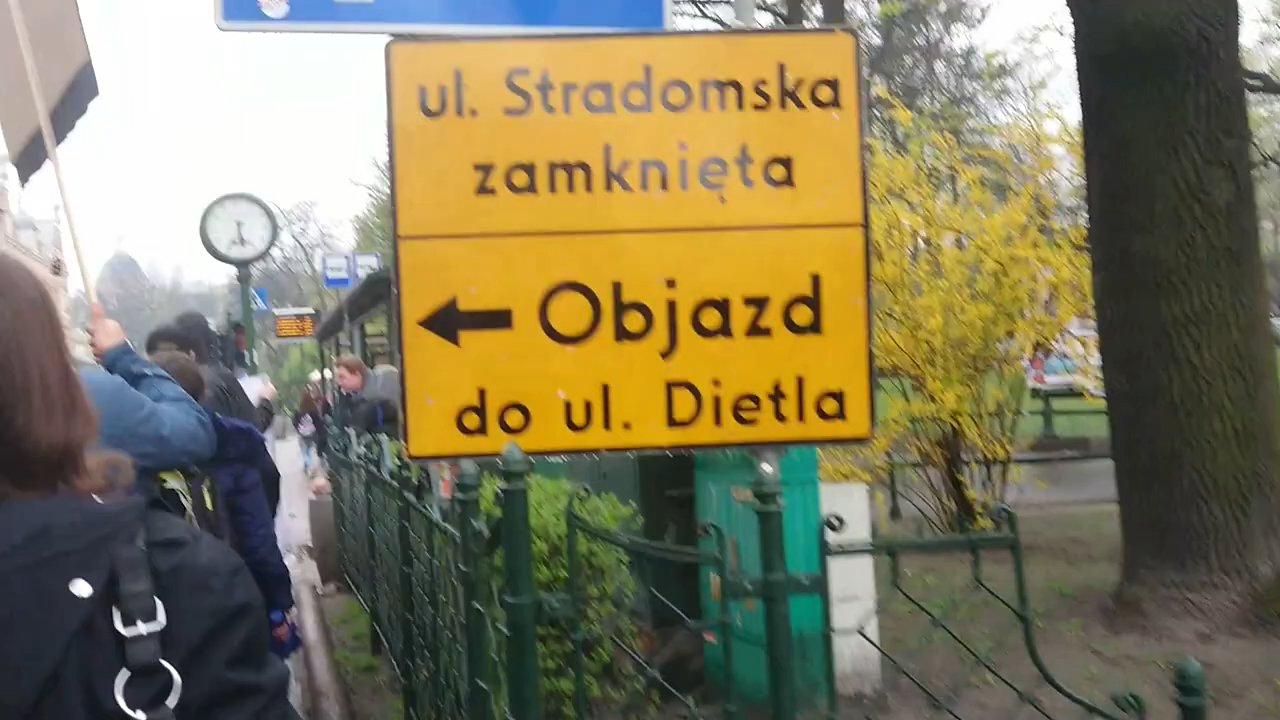 ul. Stradomska
zamknięta
Objazd
do ul. Dietla